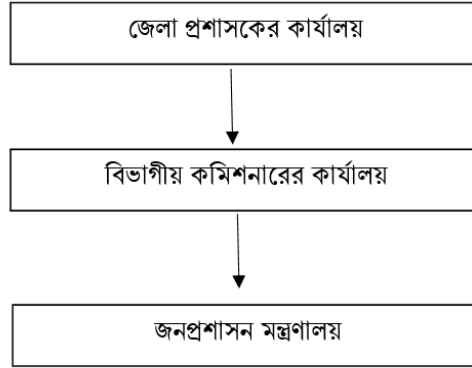 জেলা প্রশাসকের কার্যালয়
বিভাগীয় কমিশনারের কার্যালয়
জনপ্রশাসন মন্ত্রণালয়